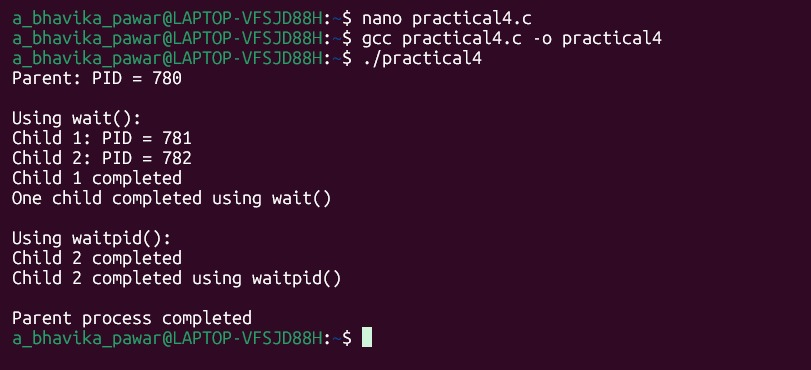 a_bhavika_pawar@LAPTOP-VFSJD88H:~$ nano practical4.c
a_bhavika_pawar@LAPTOP-VFSJD88H:~$ gcc practical4.c -o practical4
a_bhavika_pawar@LAPTOP-VFSJD88H:~$ ./practical4
Parent: PID = 780

Using wait():
Child 1: PID = 781
Child 2: PID = 782
Child 1 completed
One child completed using wait()

Using waitpid():
Child 2 completed
Child 2 completed using waitpid()

Parent process completed
a_bhavika_pawar@LAPTOP-VFSJD88H:~$